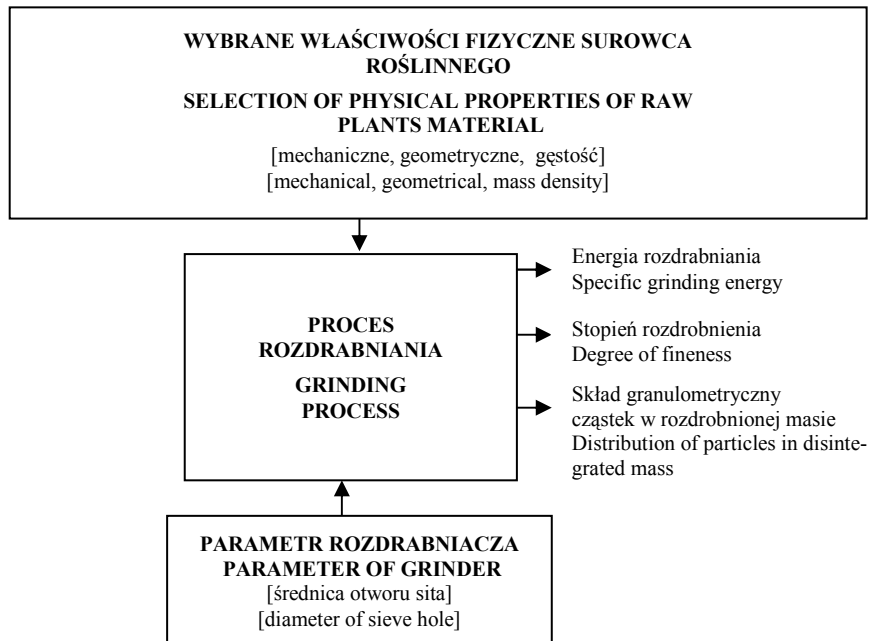 WYBRANE WŁAŚCIWOŚCI FIZYCZNE SUROWCA
ROŚLINNEGO
SELECTION OF PHYSICAL PROPERTIES OF RAW
PLANTS MATERIAL
[mechaniczne, geometryczne, gęstość]
[mechanical, geometrical, mass density]
PROCES
ROZDRABNIANIA
GRINDING
PROCESS
Energia rozdrabniania
Specific grinding energy
Stopień rozdrobnienia
Degree of fineness
Skład granulometryczny
cząstek w rozdrobnionej masie
Distribution of particles in disinte-
grated mass
PARAMETR ROZDRABNIACZA
PARAMETER OF GRINDER
[średnica otworu sita]
[diameter of sieve hole]